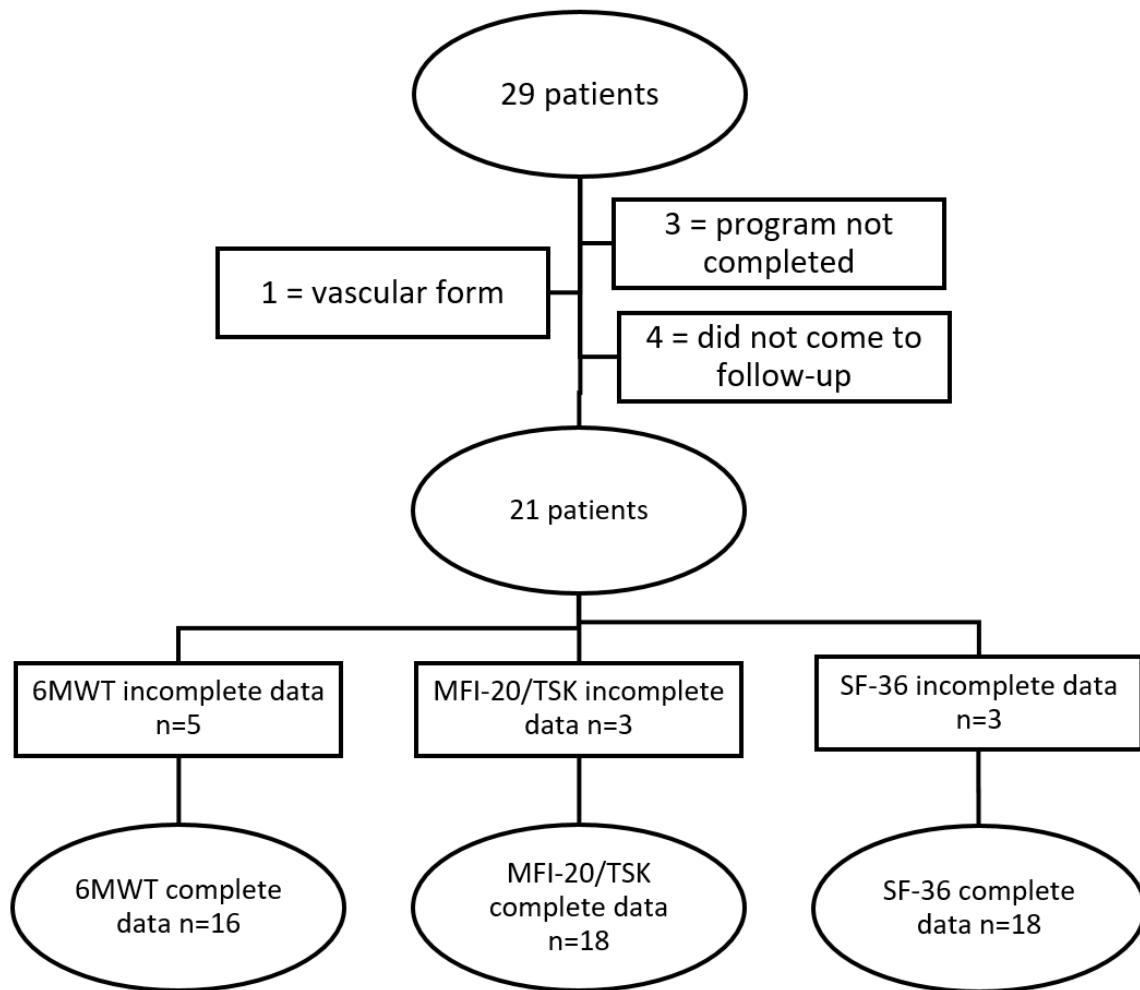 29 patients
3 = program not
completed
1 = vascular form
4 = did not come to
follow-up
21 patients
6MWT incomplete data
n=5
MFI-20/TSK incomplete
data n=3
SF-36 incomplete data
n=3
6MWT complete
data n=16
MFI-20/TSK
complete data
n=18
SF-36 complete
data n=18